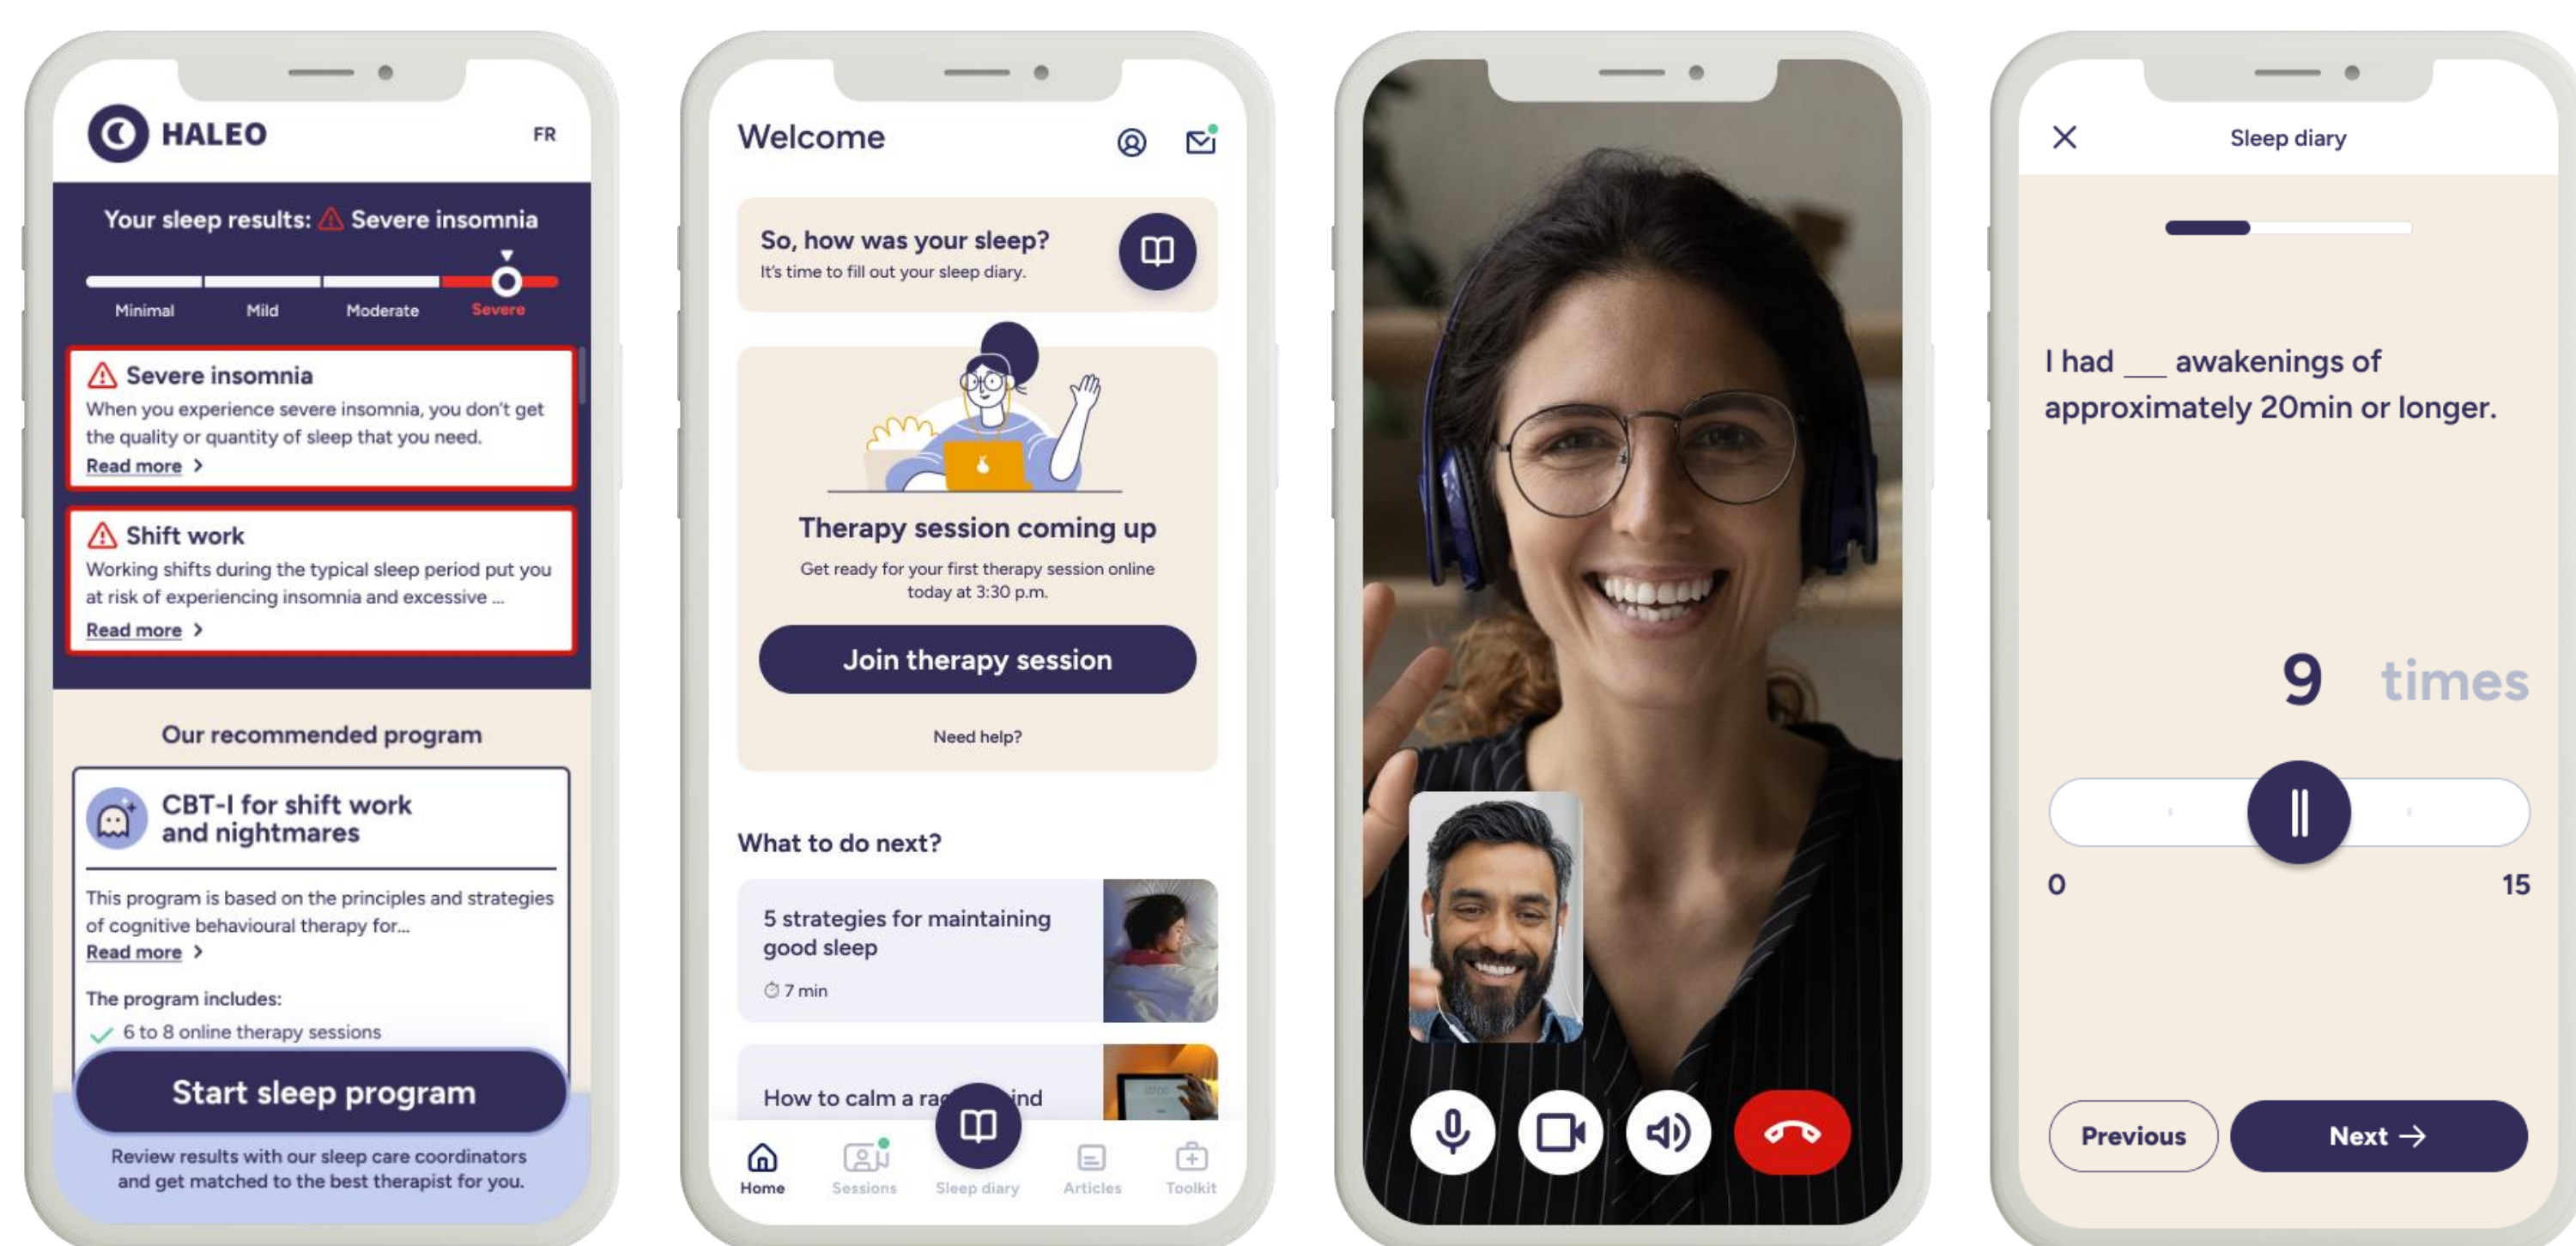 HALEO
FR
Your sleep results: Severe insomnia
Minimal
Mild
Moderate
Severe
Severe insomnia
When you experience severe insomnia, you don't get
the quality or quantity of sleep that you need.
Read more
Shift work
Working shifts during the typical sleep period put you
at risk of experiencing insomnia and excessive ...
Read more
Our recommended program
CBT-I for shift work
and nightmares
This program is based on the principles and strategies
of cognitive behavioural therapy for...
Read more
The program includes:
6 to 8 online therapy sessions
Start sleep program
Review results with our sleep care coordinators
and get matched to the best therapist for you.
Welcome
So, how was your sleep?
It's time to fill out your sleep diary.
Therapy session coming up
Get ready for your first therapy session online
today at 3:30 p.m.
Join therapy session
Need help?
What to do next?
5 strategies for maintaining
good sleep
7 min
How to calm a
Home
Sessions
Sleep diary
Articles
Toolkit
Sleep diary
I had ___ awakenings of
approximately 20min or longer.
9 times
0
15
Previous
Next →